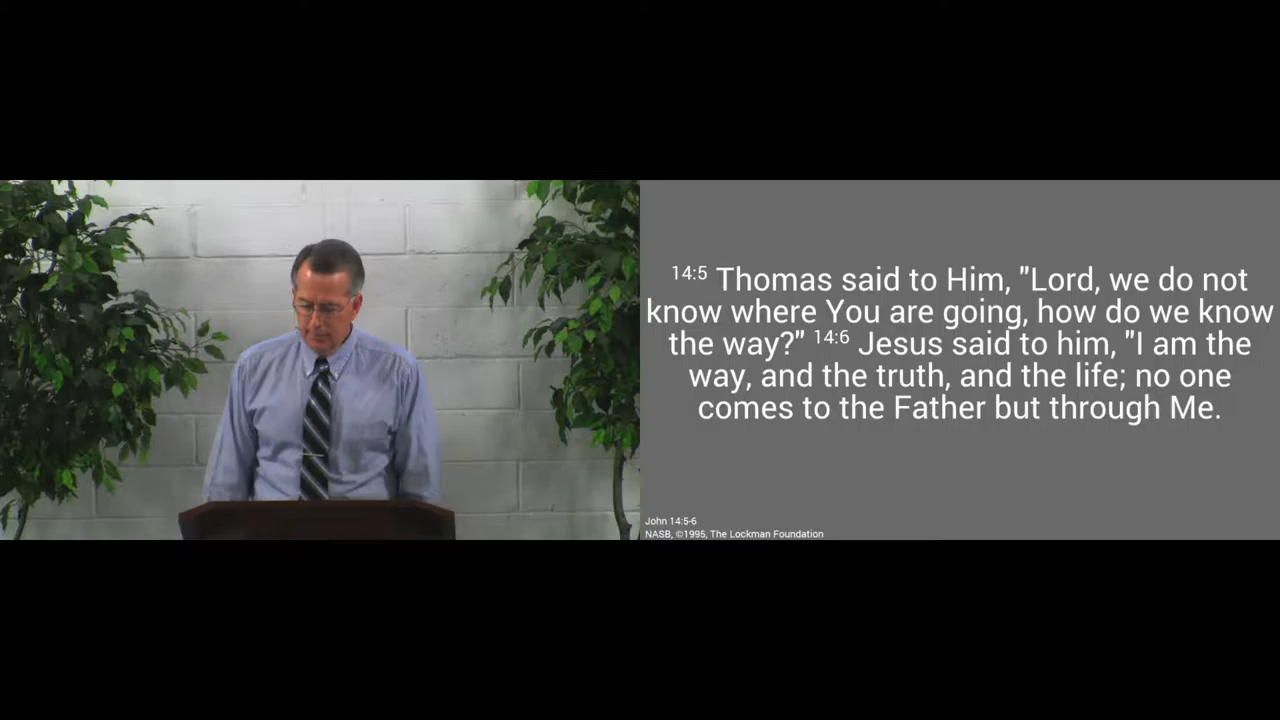 14:5 Thomas said to Him, "Lord, we do not
know where You are going, how do we know
the way?" 14:6 Jesus said to him, "I am the
way, and the truth, and the life; no one
comes to the Father but through Me.
John 14:5-6
NASB, ©1995, The Lockman Foundation